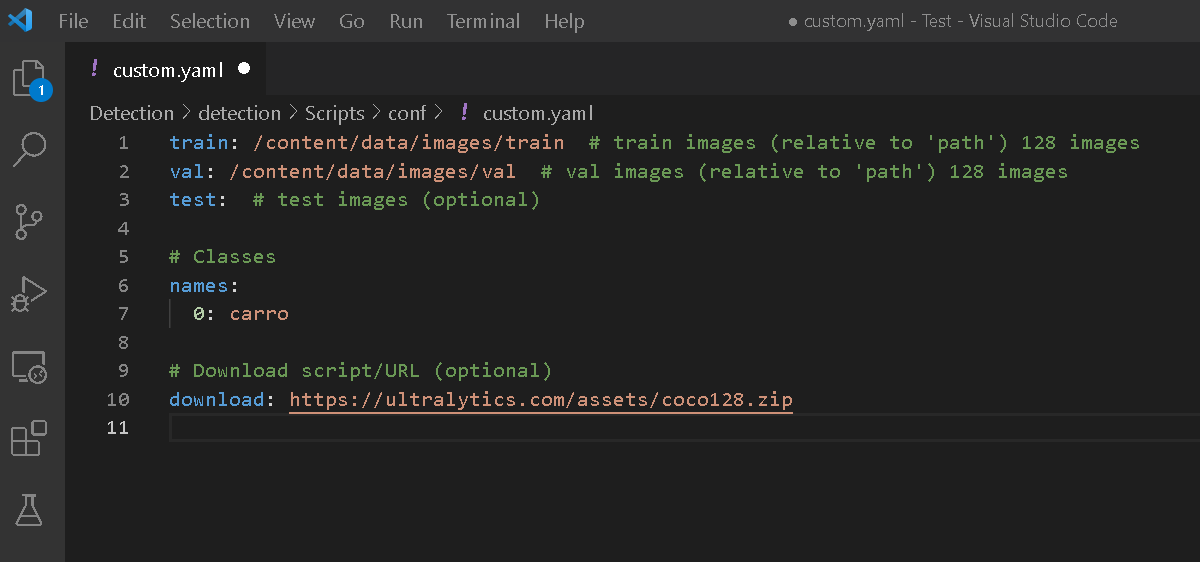 File Edit Selection View Go Run Terminal Help ● custom.yaml - Test - Visual Studio Code
! custom.yaml ●
1
Detection > detection > Scripts > conf > ! custom.yaml
1 train: /content/data/images/train  # train images (relative to 'path') 128 images
2 val: /content/data/images/val  # val images (relative to 'path') 128 images
3 test:  # test images (optional)
4
5 # Classes
6 names:
7   0: carro
8
9 # Download script/URL (optional)
10 download: https://ultralytics.com/assets/coco128.zip
11